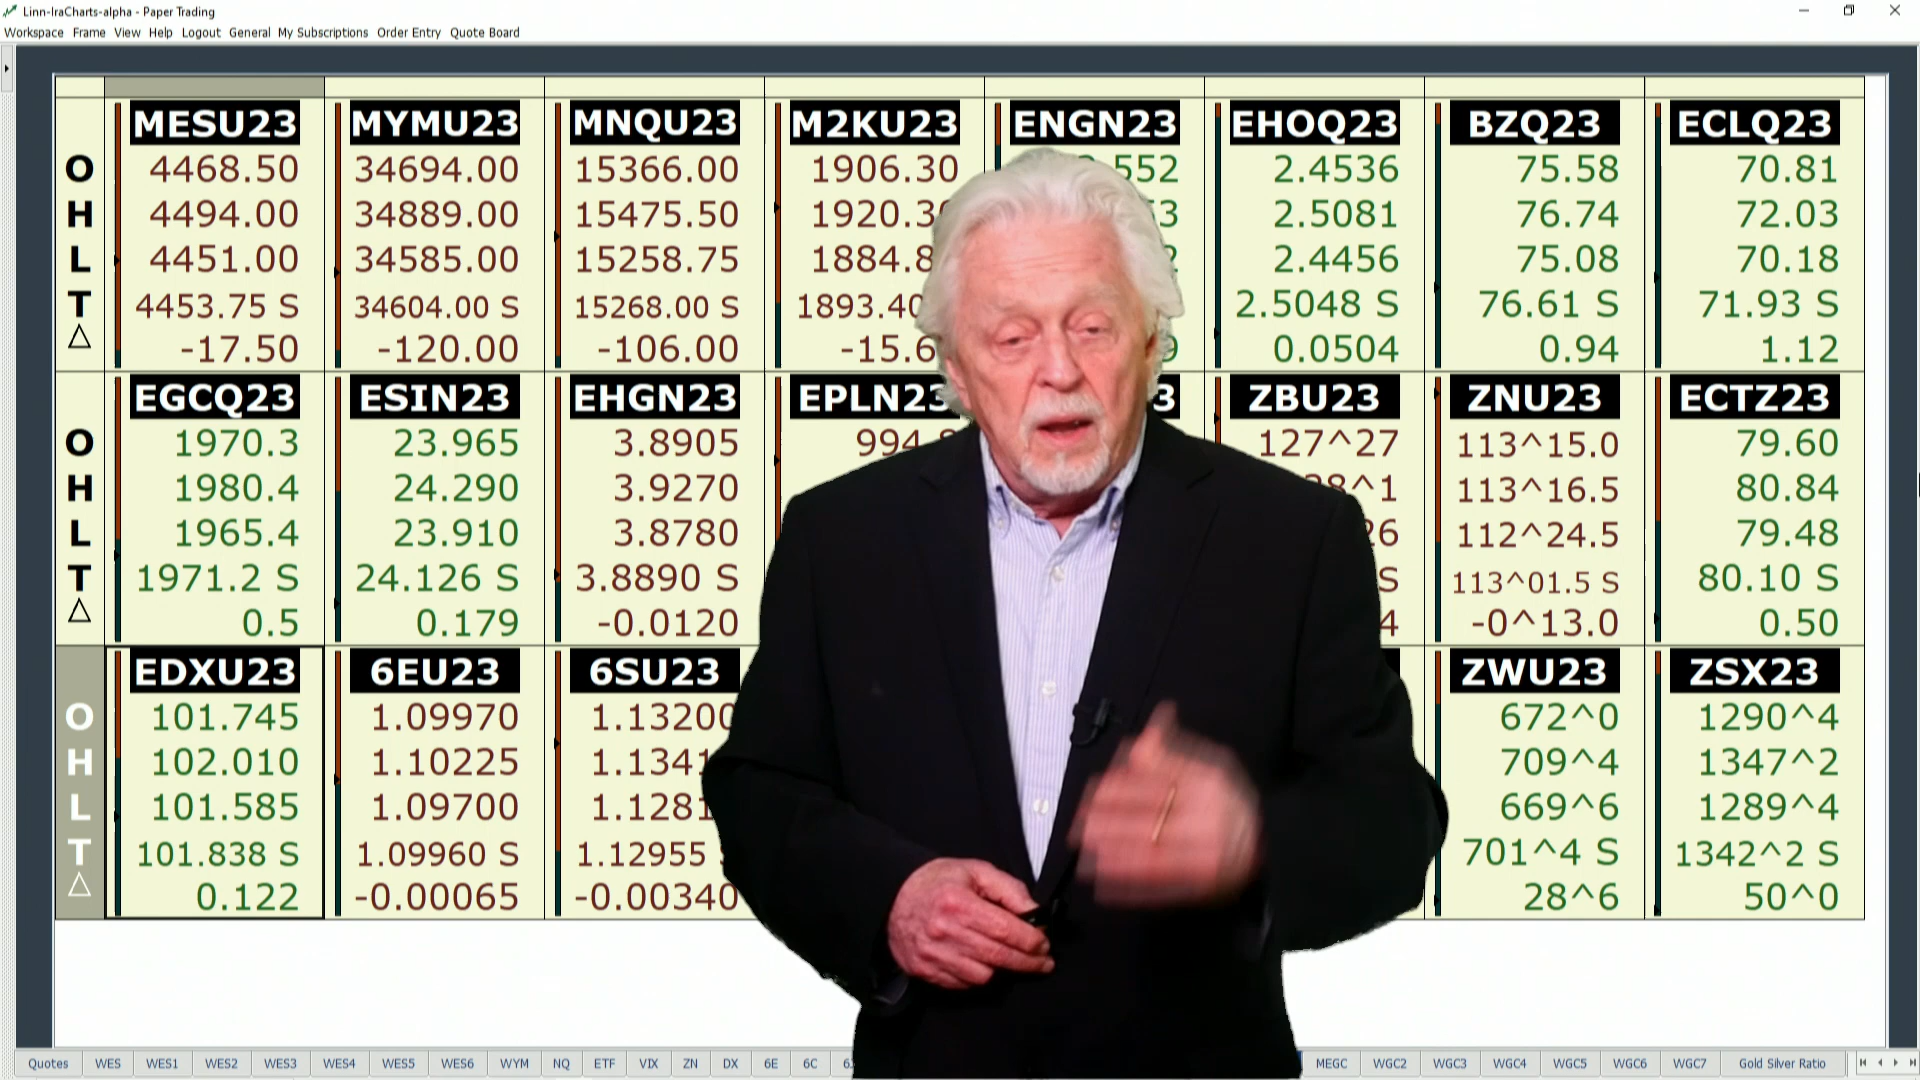 Linn-IraCharts-alpha - Paper Trading
Workspace Frame View Help Logout General My Subscriptions Order Entry Quote Board
MESU23 MYMU23 MNQU23 M2KU23 ENGN23 EHOQ23 BZQ23 ECLQ23
O 4468.50 34694.00 15366.00 1906.30 2.4536 75.58 70.81
H 4494.00 34889.00 15475.50 2.5081 76.74 72.03
L 4451.00 34585.00 15258.75 2.4456 75.08 70.18
T 4453.75 S 34604.00 S 15268.00 S 2.5048 S 76.61 S 71.93 S
△ -17.50 -120.00 -106.00 0.0504 0.94 1.12
EGCQ23 ESIN23 EHGN23 EPLN23 ZBU23 ZNU23 ECTZ23
O 1970.3 23.965 3.8905 127^27 113^15.0 79.60
H 1980.4 24.290 3.9270 113^16.5 80.84
L 1965.4 23.910 3.8780 112^24.5 79.48
T 1971.2 S 24.126 S 3.8890 S S 113^01.5 S 80.10 S
△ 0.5 0.179 -0.0120 -0^13.0 0.50
EDXU23 6EU23 6SU23 ZWU23 ZSX23
O 101.745 1.09970 1.13200 672^0 1290^4
H 102.010 1.10225 709^4 1347^2
L 101.585 1.09700 669^6 1289^4
T 101.838 S 1.09960 S 1.12955 701^4 S 1342^2 S
△ 0.122 -0.00065 -0.00340 28^6 50^0
Quotes WES WES1 WES2 WES3 WES4 WES5 WES6 WYM NQ ETF VIX ZN DX 6E 6C MEGC WGC2 WGC3 WGC4 WGC5 WGC6 WGC7 Gold Silver Ratio